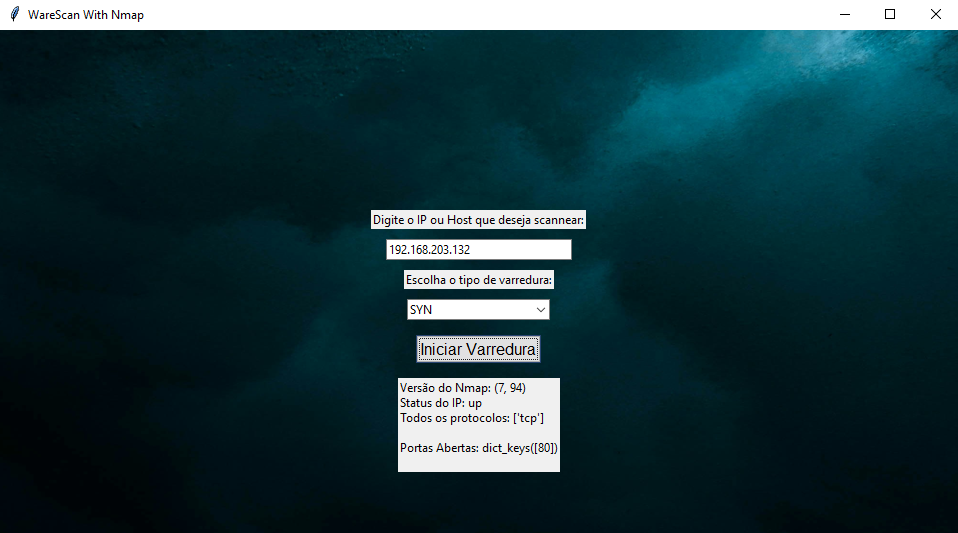 WareScan With Nmap
Digite o IP ou Host que deseja scannear:
192.168.203.132
Escolha o tipo de varredura:
SYN
Iniciar Varredura
Versão do Nmap: (7, 94)
Status do IP: up
Todos os protocolos: ['tcp']
Portas Abertas: dict_keys([80])